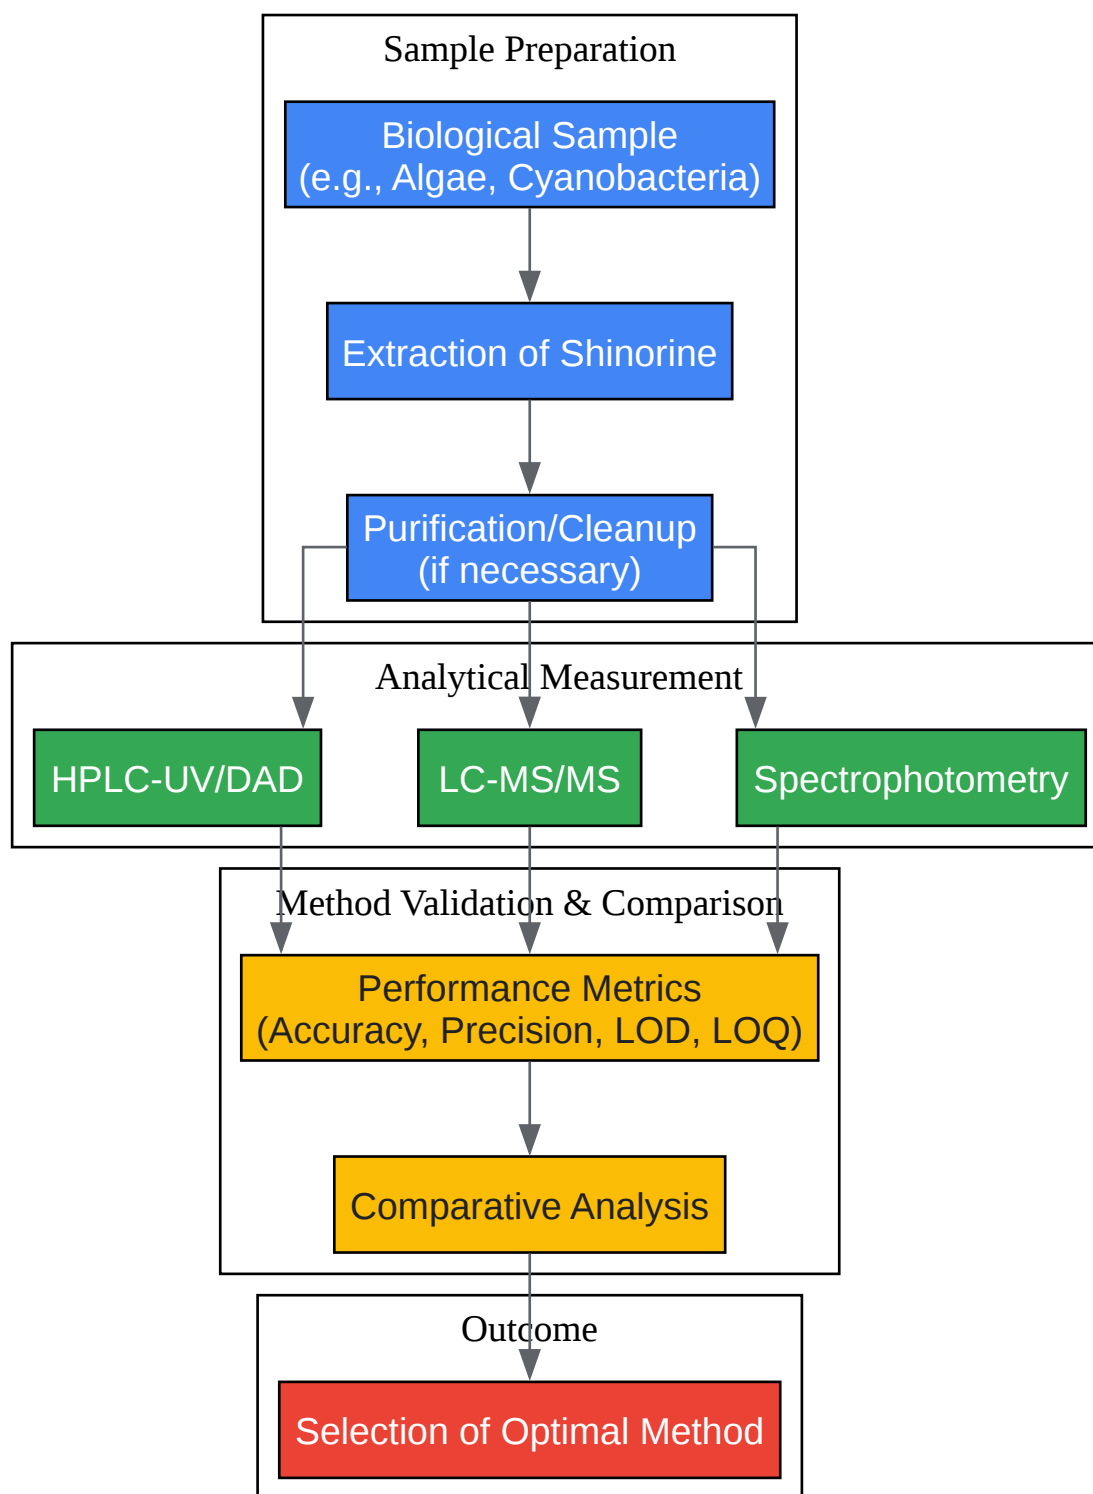 Sample Preparation
Biological Sample
(e.g., Algae, Cyanobacteria)
Extraction of Shinorine
Purification/Cleanup
(if necessary)
Analytical Measurement
HPLC-UV/DAD
LC-MS/MS
Spectrophotometry
Method Validation & Comparison
Performance Metrics
(Accuracy, Precision, LOD, LOQ)
Comparative Analysis
Outcome
Selection of Optimal Method